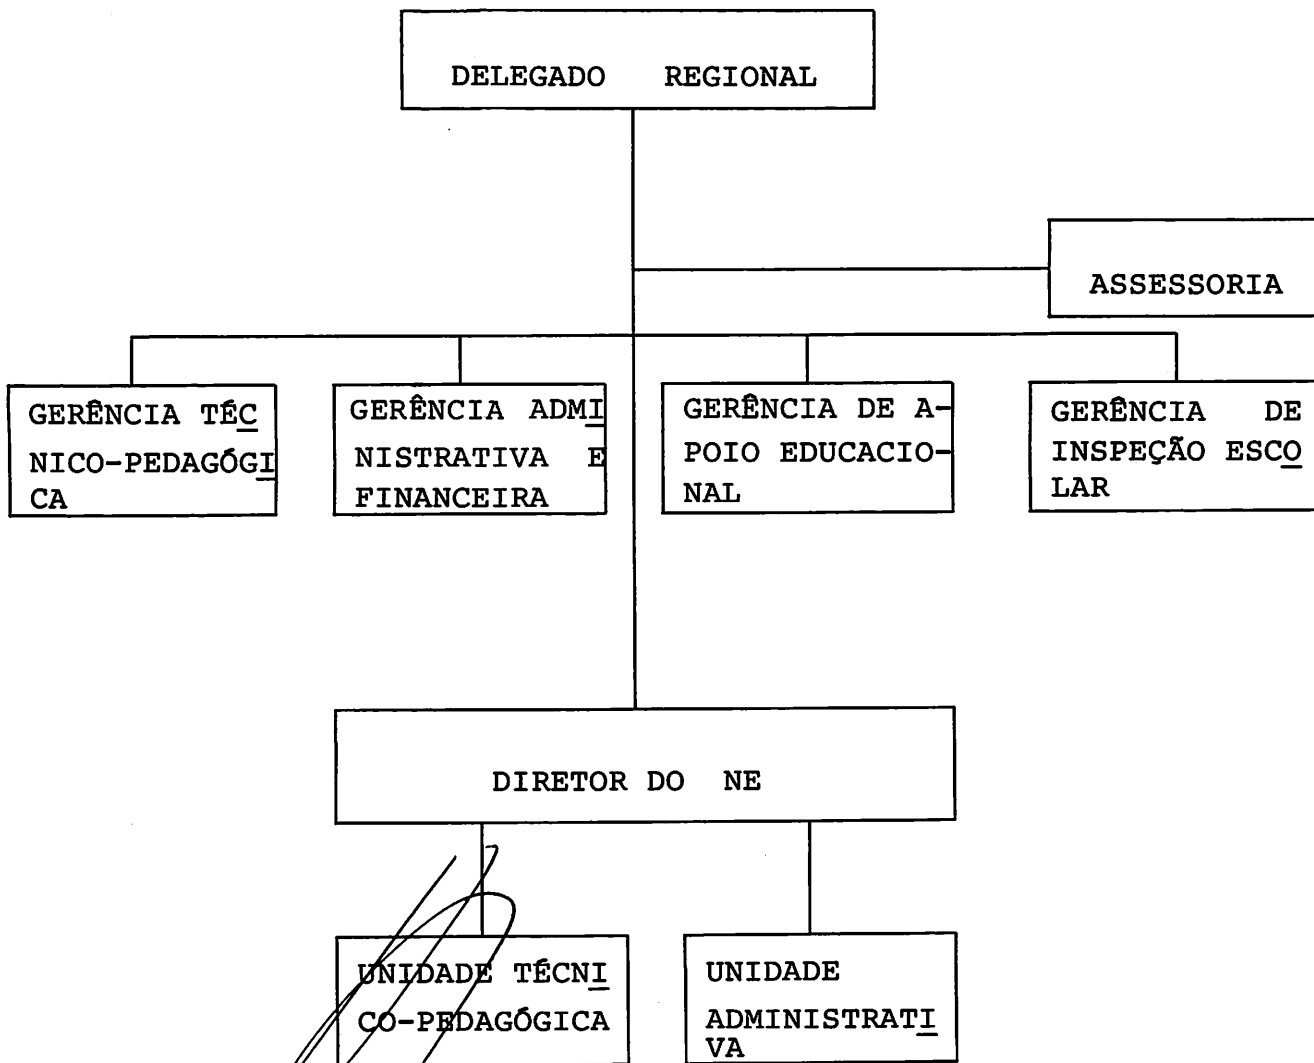 DELEGADO REGIONAL
ASSESSORIA
GERÊNCIA TÉC
NICO-PEDAGÓGI
CA
GERÊNCIA ADMI
NISTRATIVA E
FINANCEIRA
GERÊNCIA DE A-
POIO EDUCACIO-
NAL
GERÊNCIA DE
INSPEÇÃO ESCO
LAR
DIRETOR DO NE
UNIDADE TÉCNI
CO-PEDAGÓGICA
UNIDADE
ADMINISTRATI
VA